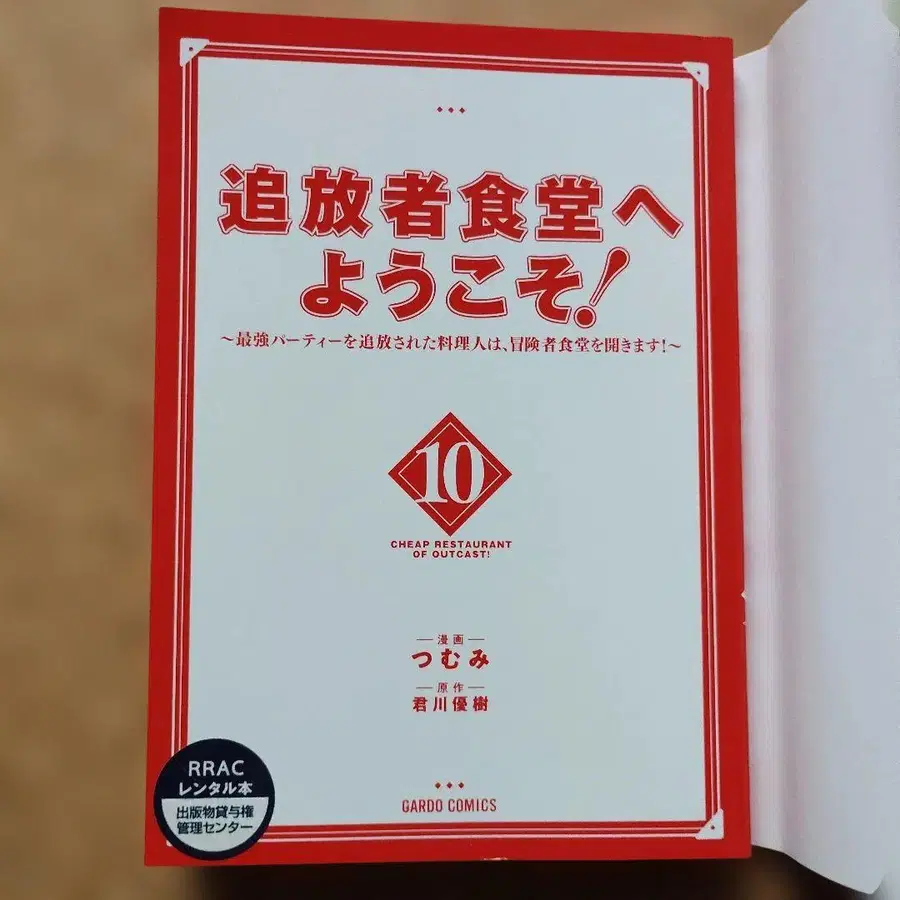 追放者食堂へ
ようこそ!
〜最強パーティーを追放された料理人は、冒険者食堂を開きます!〜
10
CHEAP RESTAURANT
OF OUTCAST!
漫画
つむみ
原作
君川優樹
GARDO COMICS
RRAC
レンタル本
出版物貸与権
管理センター